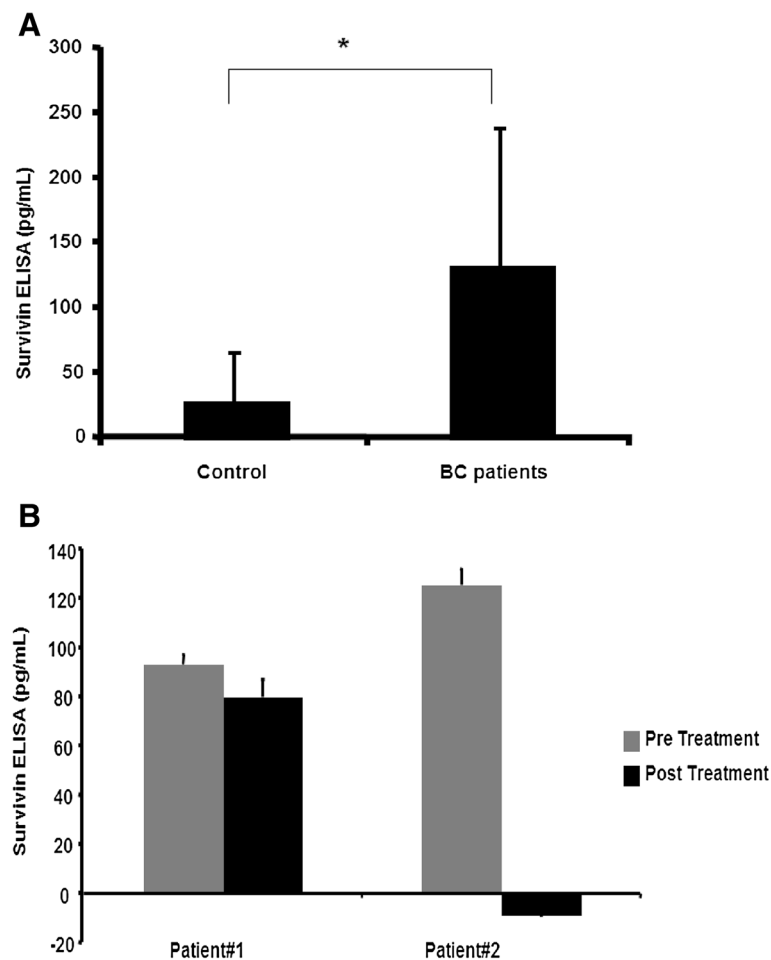 A
300
250
200
150
100
50
0
Survivin ELISA (pg/mL)
*
Control BC patients
B
140
120
100
80
60
40
20
0
-20
Survivin ELISA (pg/mL)
Patient#1 Patient#2
Pre Treatment
Post Treatment